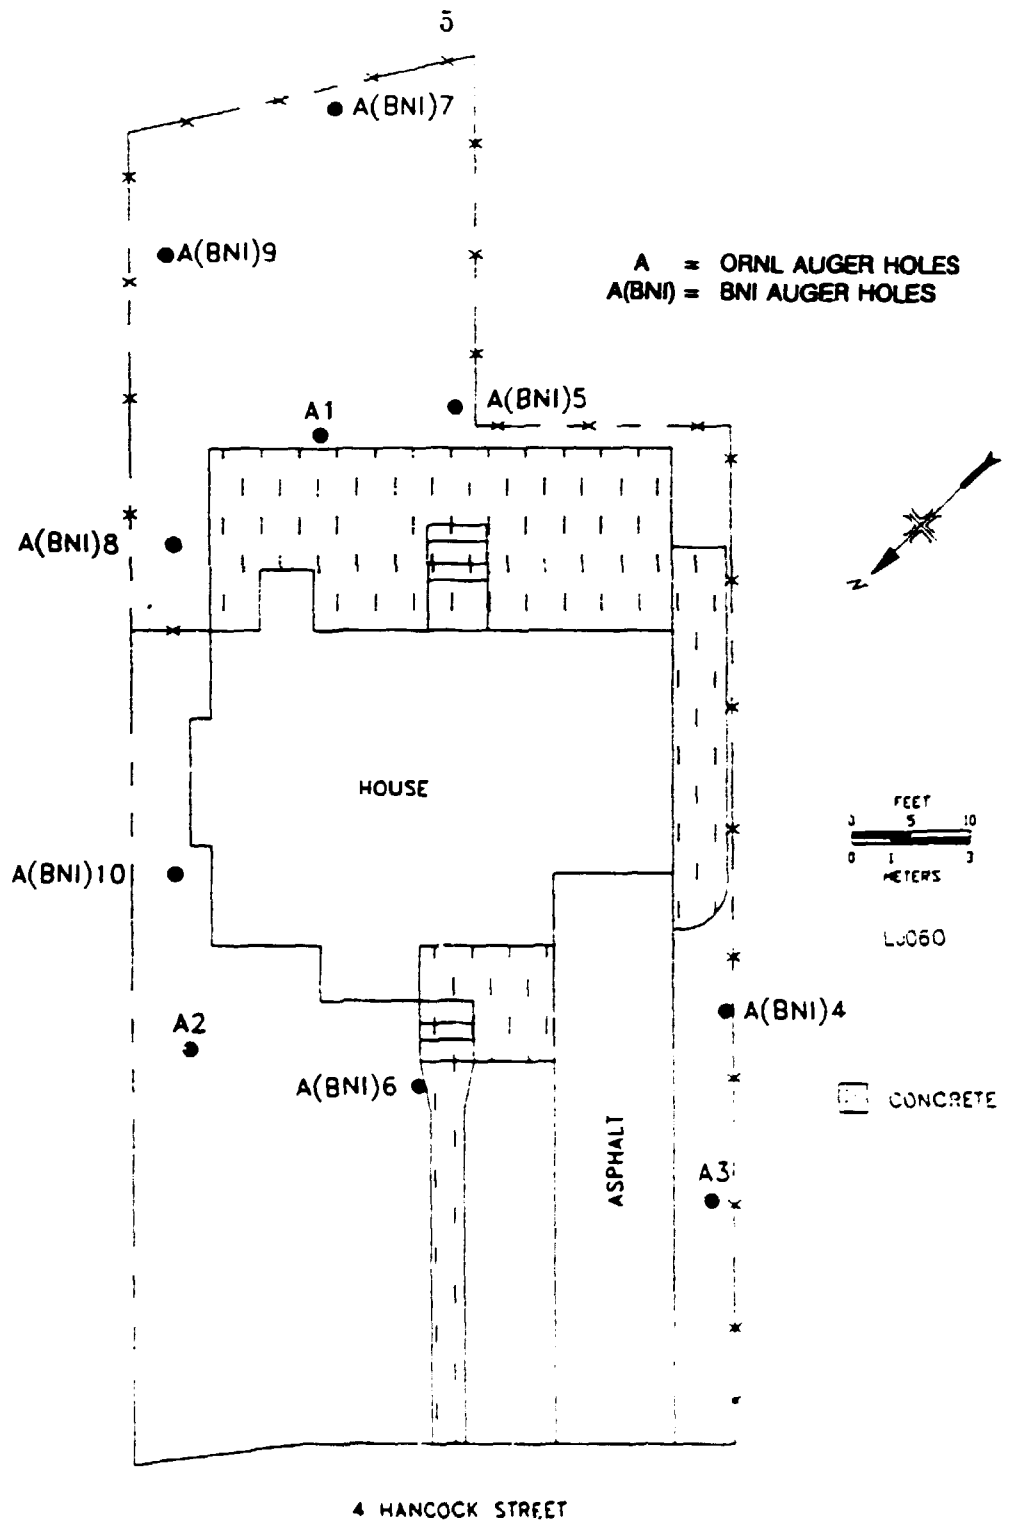 5
A(BNI)7
A(BNI)9
A = ORNL AUGER HOLES
A(BNI) = BNI AUGER HOLES
A(BNI)5
A1
A(BNI)8
N
HOUSE
FEET
0 5 10
0 1 3
METERS
A(BNI)10
A(BNI)4
A2
A(BNI)6
CONCRETE
ASPHALT
A3
4 HANCOCK STREET